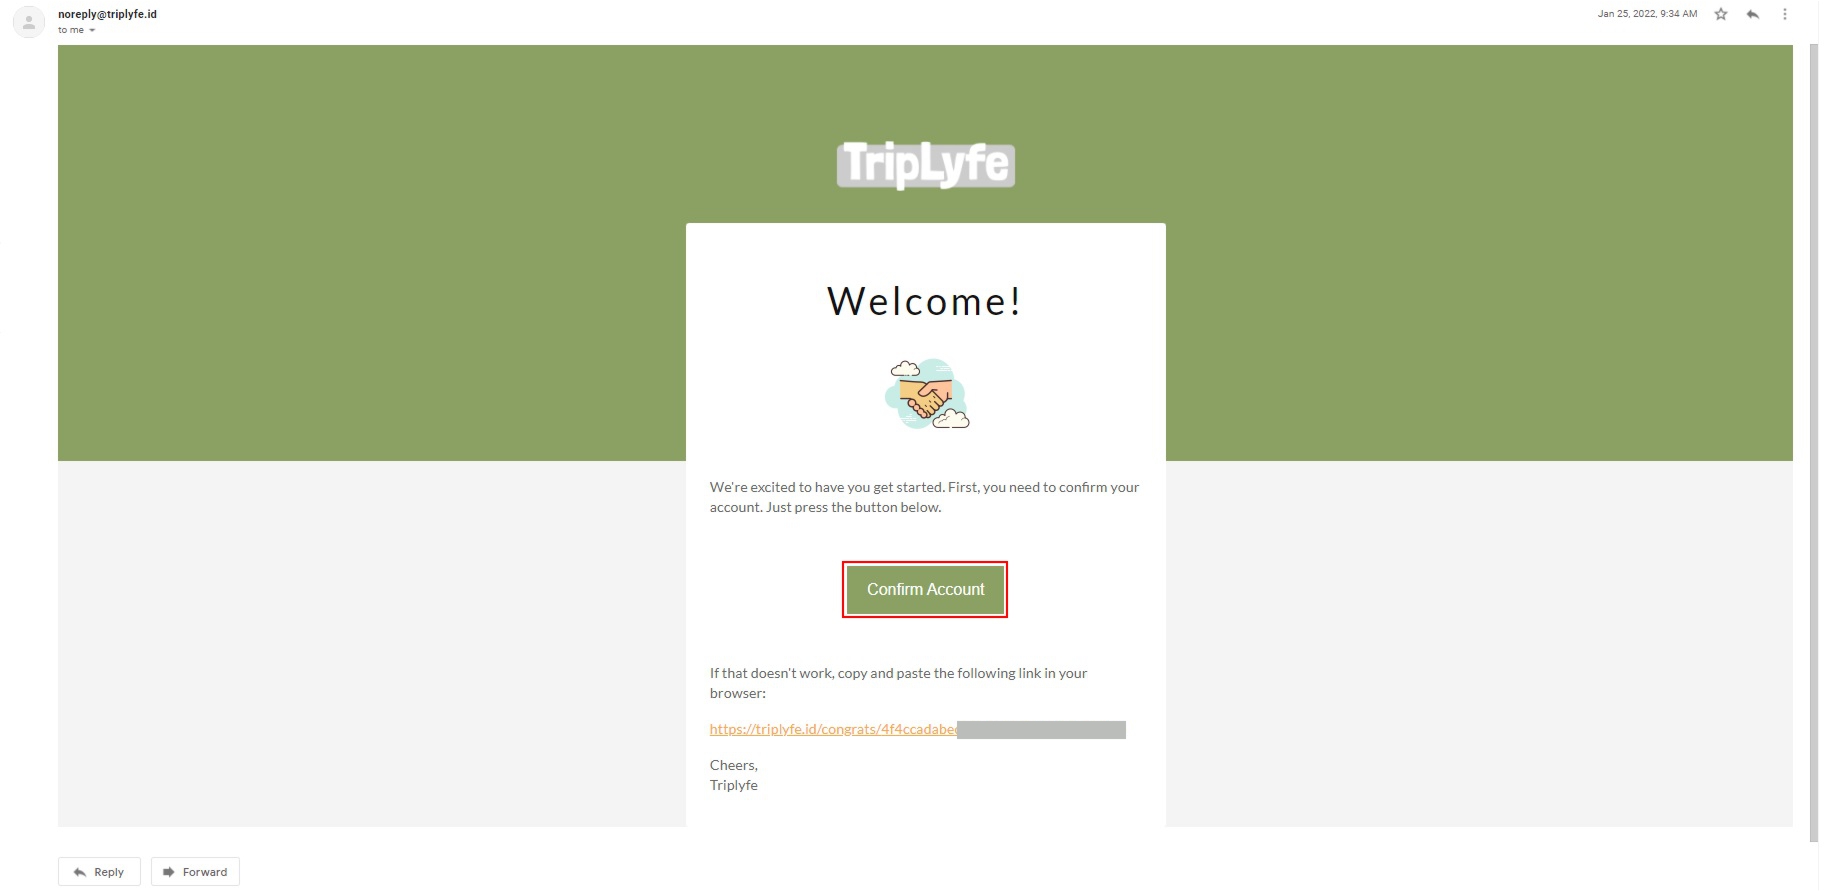 noreply@triplyfe.id
Jan 25, 2022, 9:34 AM
to me
TripLyfe
Welcome!
We're excited to have you get started. First, you need to confirm your
account. Just press the button below.
Confirm Account
If that doesn't work, copy and paste the following link in your
browser:
https://triplyfe.id/congrats/4f4ccadabe
Cheers,
Triplyfe
Reply
Forward